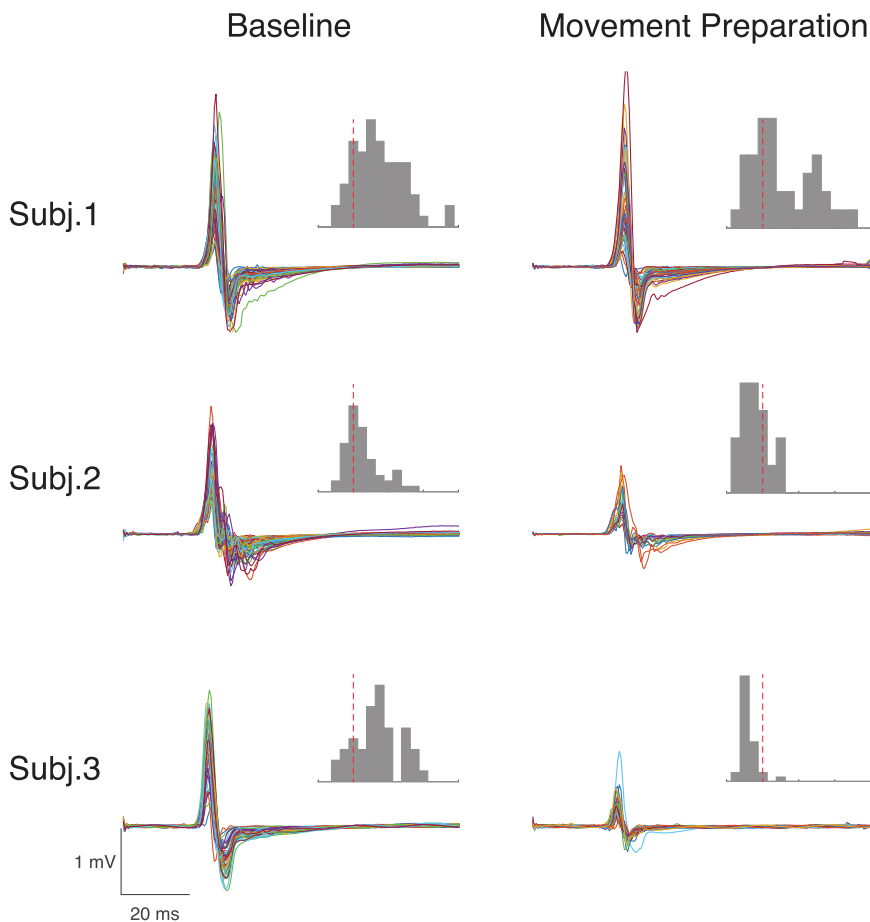 Baseline
Movement Preparation
Subj.1
Subj.2
Subj.3
1 mV
20 ms